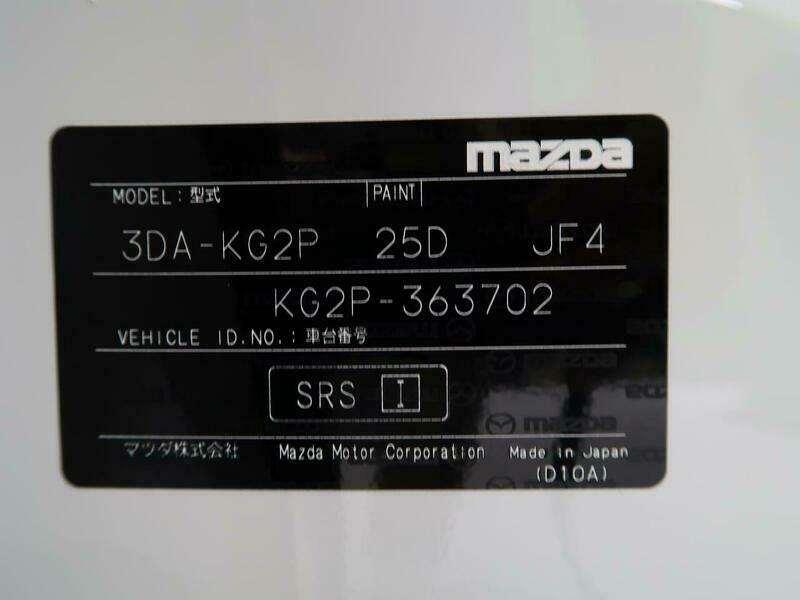 mazda
MODEL : 型式 PAINT
3DA-KG2P 25D JF4
KG2P-363702
VEHICLE ID.NO. : 車台番号
SRS I
マツダ株式会社 Mazda Motor Corporation Made in Japan
(D10A)